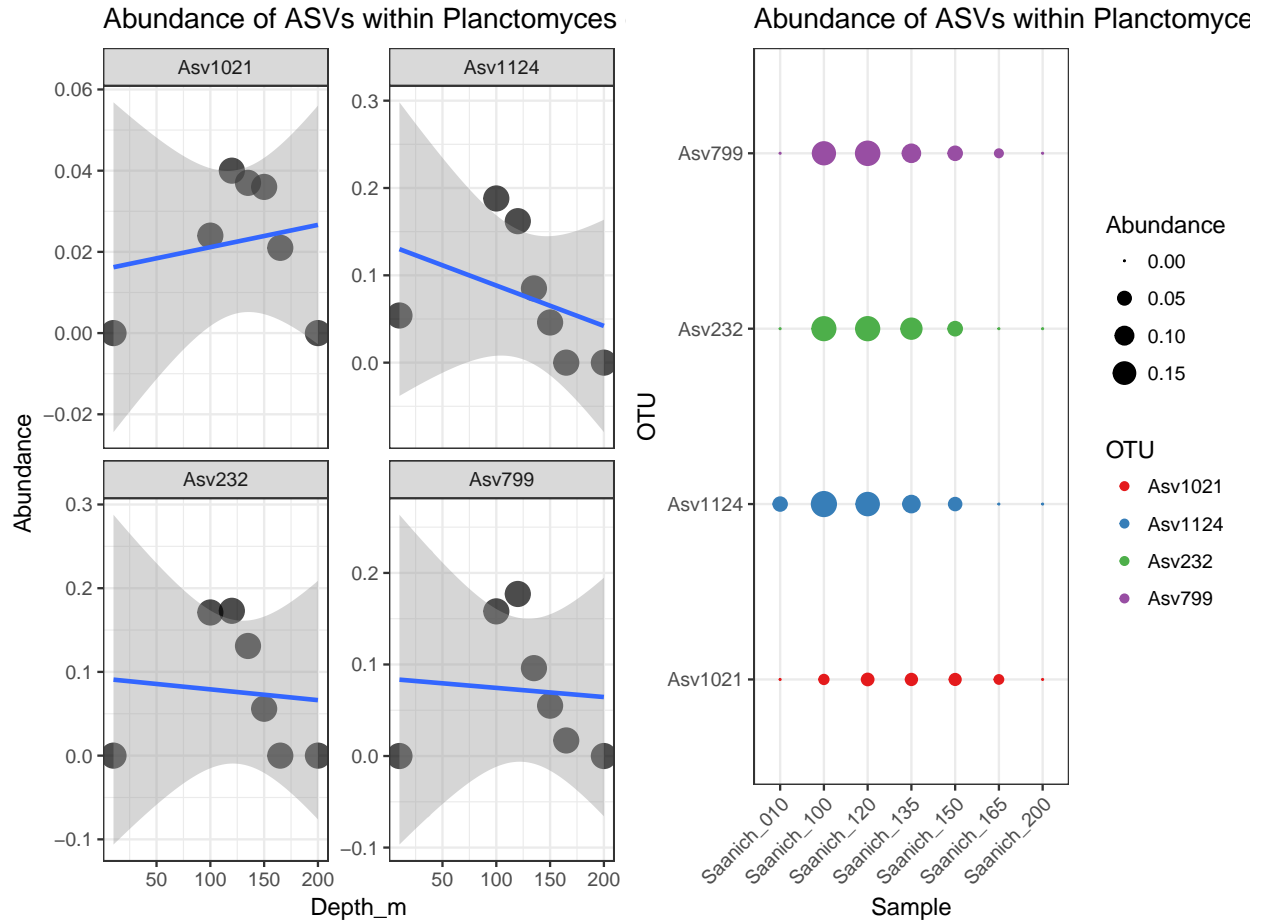 Abundance of ASVs within Planctomyces
Asv1021
Asv1124
0.06
0.04
0.02
0.00
−0.02
0.3
0.2
0.1
0.0
Abundance
Asv232
Asv799
0.3
0.2
0.1
0.0
−0.1
0.2
0.1
0.0
−0.1
50 100 150 200
50 100 150 200
Depth_m
Abundance of ASVs within Planctomyce
OTU
Asv799
Asv232
Asv1124
Asv1021
Saanich_010
Saanich_100
Saanich_120
Saanich_135
Saanich_150
Saanich_165
Saanich_200
Sample
Abundance
0.00
0.05
0.10
0.15
OTU
Asv1021
Asv1124
Asv232
Asv799